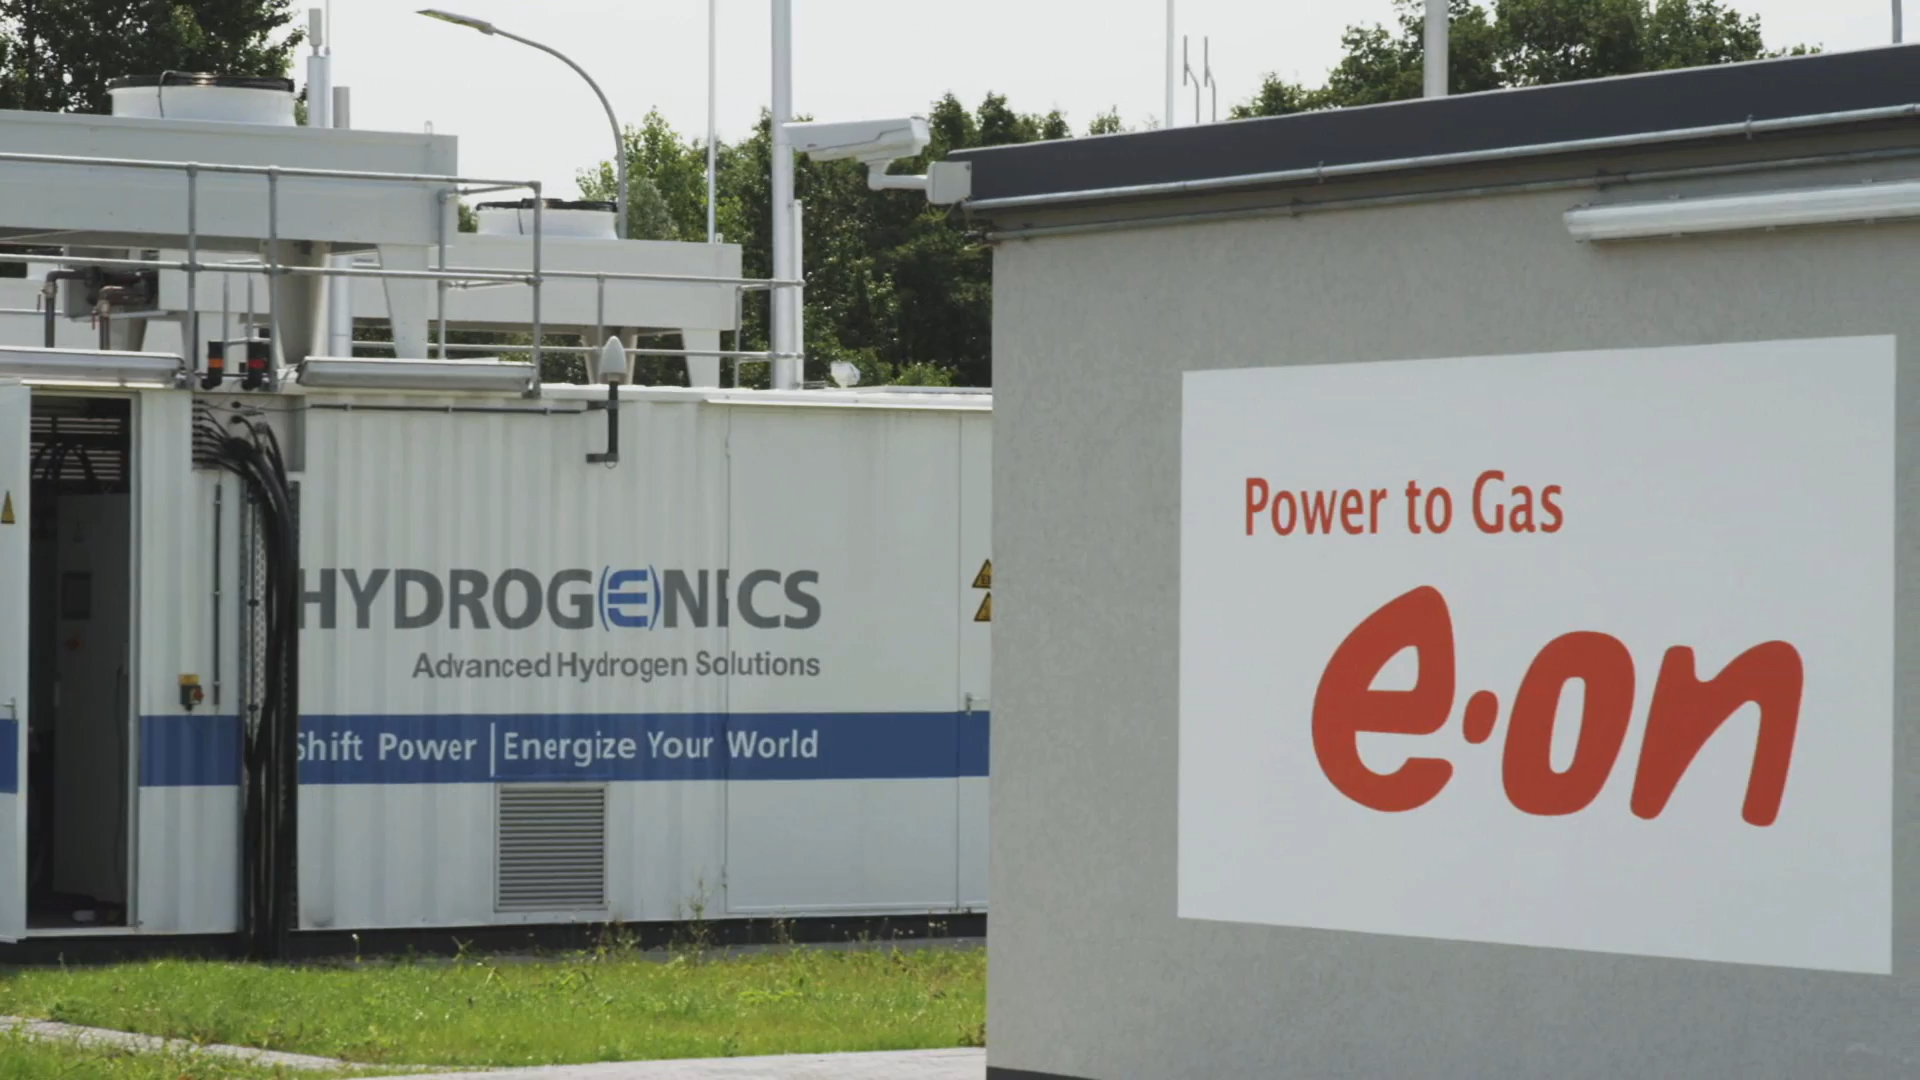 HYDROGENICS
Advanced Hydrogen Solutions
Shift Power | Energize Your World
Power to Gas
e·on